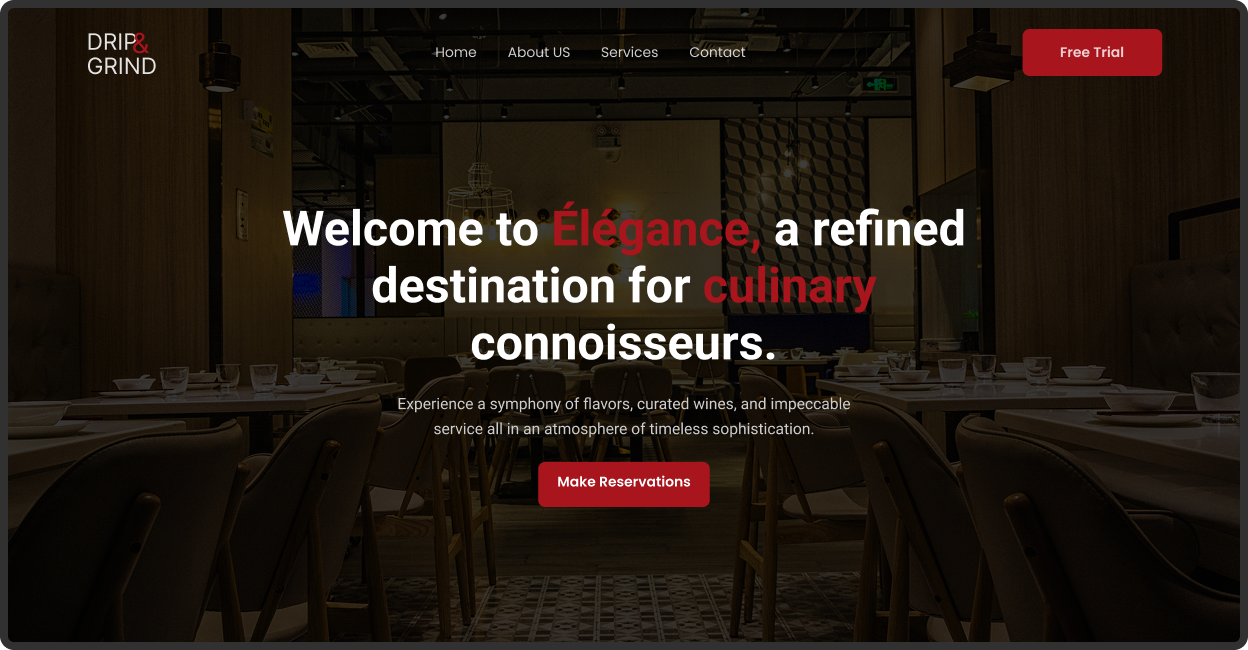 DRIP&
GRIND
Home About US Services Contact
Free Trial
Welcome to Élégance, a refined
destination for culinary
connoisseurs.
Experience a symphony of flavors, curated wines, and impeccable
service all in an atmosphere of timeless sophistication.
Make Reservations